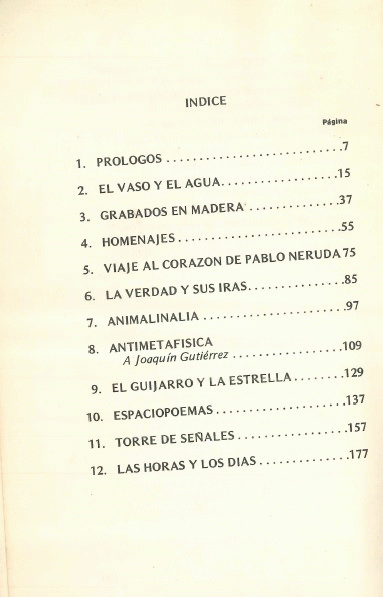 INDICE
Página
1. PROLOGOS ..........................7
2. EL VASO Y EL AGUA.................15
3. GRABADOS EN MADERA .............37
4. HOMENAJES........................55
5. VIAJE AL CORAZON DE PABLO NERUDA 75
6. LA VERDAD Y SUS IRAS..............85
7. ANIMALINALIA .....................97
8. ANTIMETAFISICA
A Joaquín Gutiérrez ................109
9. EL GUIJARRO Y LA ESTRELLA........129
10. ESPACIOPOEMAS...................137
11. TORRE DE SEÑALES ................157
12. LAS HORAS Y LOS DIAS .............177